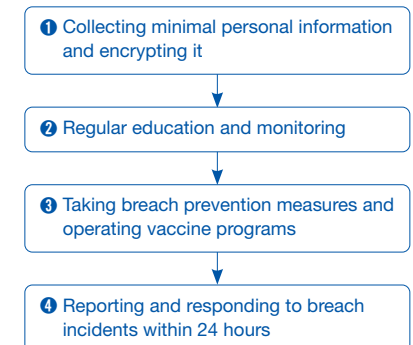 ❶ Collecting minimal personal information
and encrypting it
❷ Regular education and monitoring
❸ Taking breach prevention measures and
operating vaccine programs
❹ Reporting and responding to breach
incidents within 24 hours